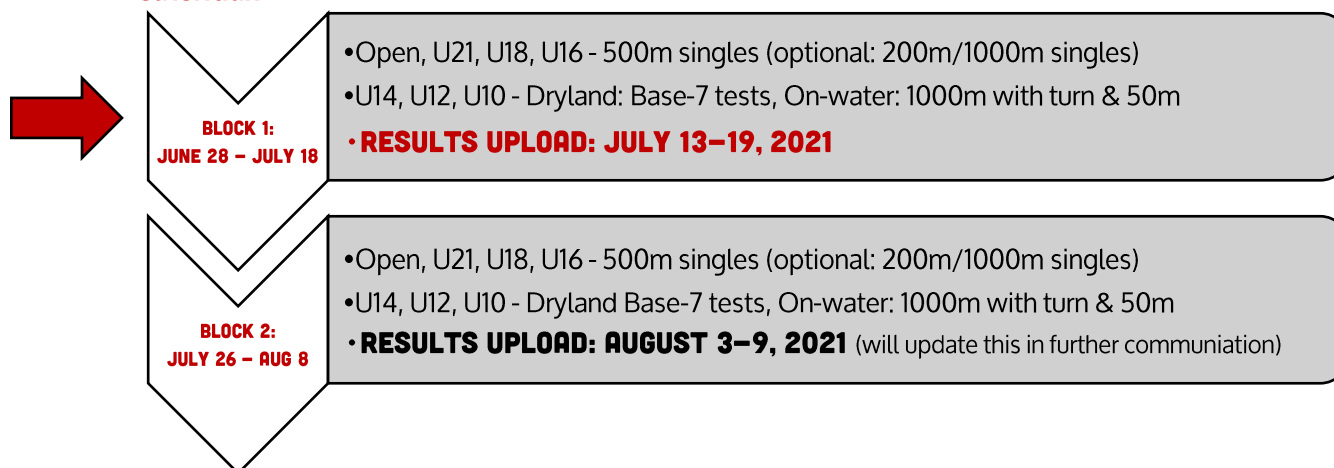 BLOCK 1:
JUNE 28 – JULY 18
•Open, U21, U18, U16 - 500m singles (optional: 200m/1000m singles)
•U14, U12, U10 - Dryland: Base-7 tests, On-water: 1000m with turn & 50m
•RESULTS UPLOAD: JULY 13–19, 2021
BLOCK 2:
JULY 26 – AUG 8
•Open, U21, U18, U16 - 500m singles (optional: 200m/1000m singles)
•U14, U12, U10 - Dryland Base-7 tests, On-water: 1000m with turn & 50m
•RESULTS UPLOAD: AUGUST 3–9, 2021 (will update this in further communiation)